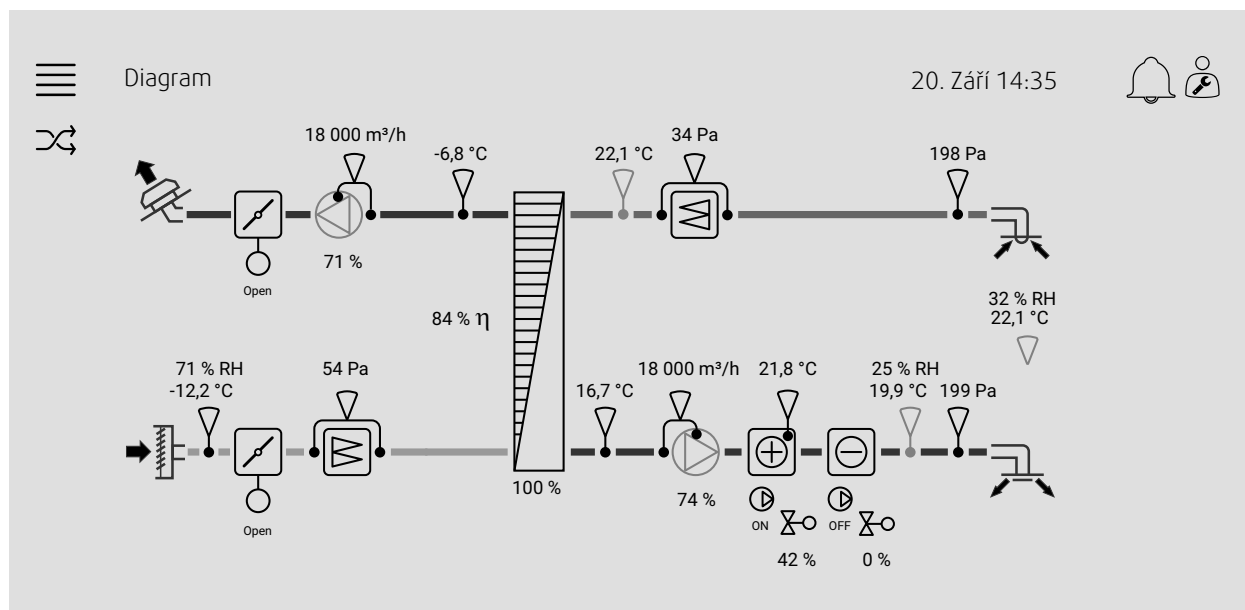 Diagram
20. Září 14:35
18 000 m³/h
-6,8 °C
22,1 °C
34 Pa
198 Pa
71 %
Open
84 % η
32 % RH
22,1 °C
71 % RH
-12,2 °C
54 Pa
16,7 °C
18 000 m³/h
21,8 °C
25 % RH
19,9 °C
199 Pa
100 %
74 %
Open
ON
OFF
42 %
0 %